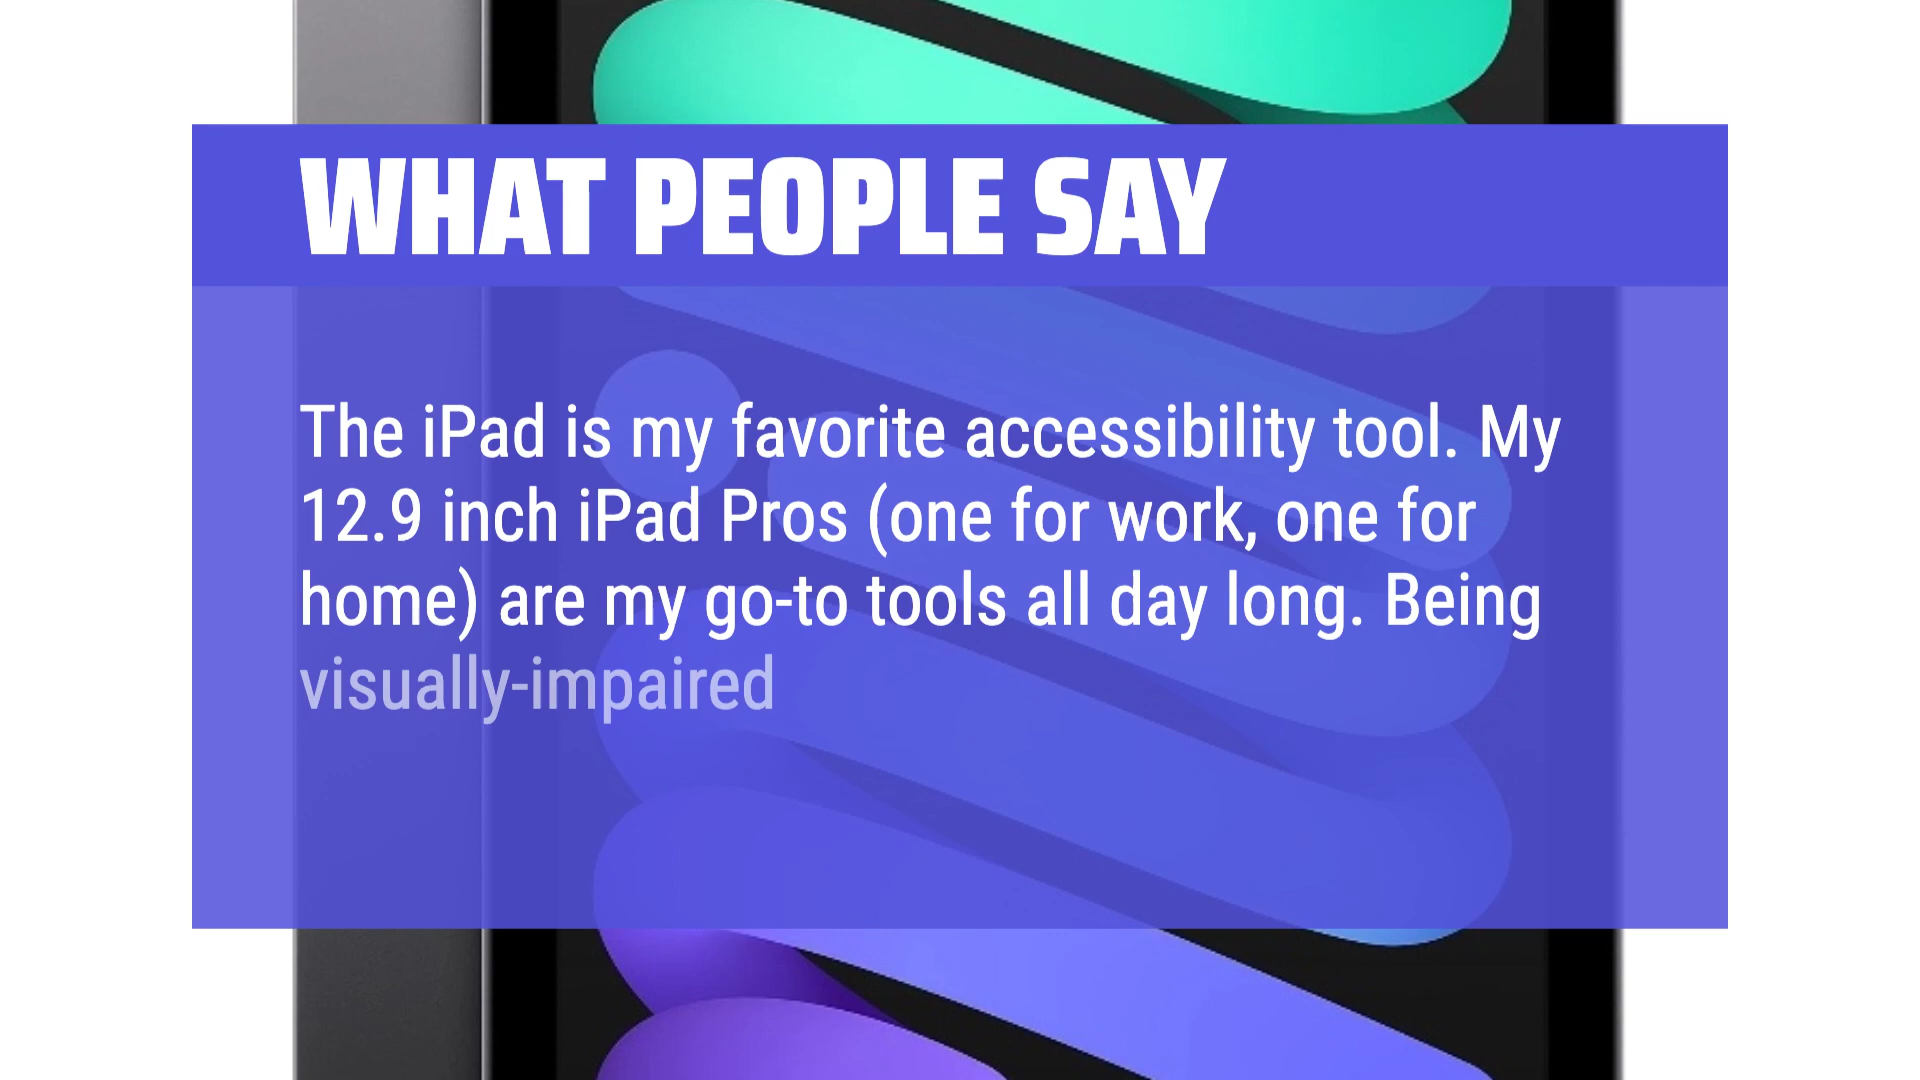 WHAT PEOPLE SAY
The iPad is my favorite accessibility tool. My
12.9 inch iPad Pros (one for work, one for
home) are my go-to tools all day long. Being
visually-impaired